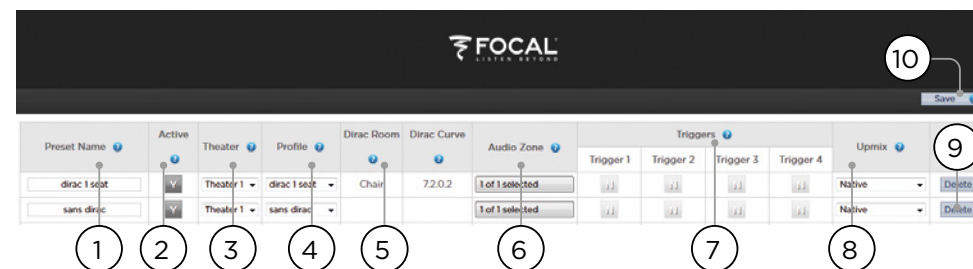 FOCAL
LISTEN BEYOND
10
Save
Preset Name Active Theater Profile Dirac Room Dirac Curve Audio Zone Triggers Upmix 9
Trigger 1 Trigger 2 Trigger 3 Trigger 4
dirac 1 seat Y Theater 1 dirac 1 seat Chair 7.2.0.2 1 of 1 selected Native Delete
sans dirac Y Theater 1 sans dirac 1 of 1 selected Native Delete
1 2 3 4 5 6 7 8